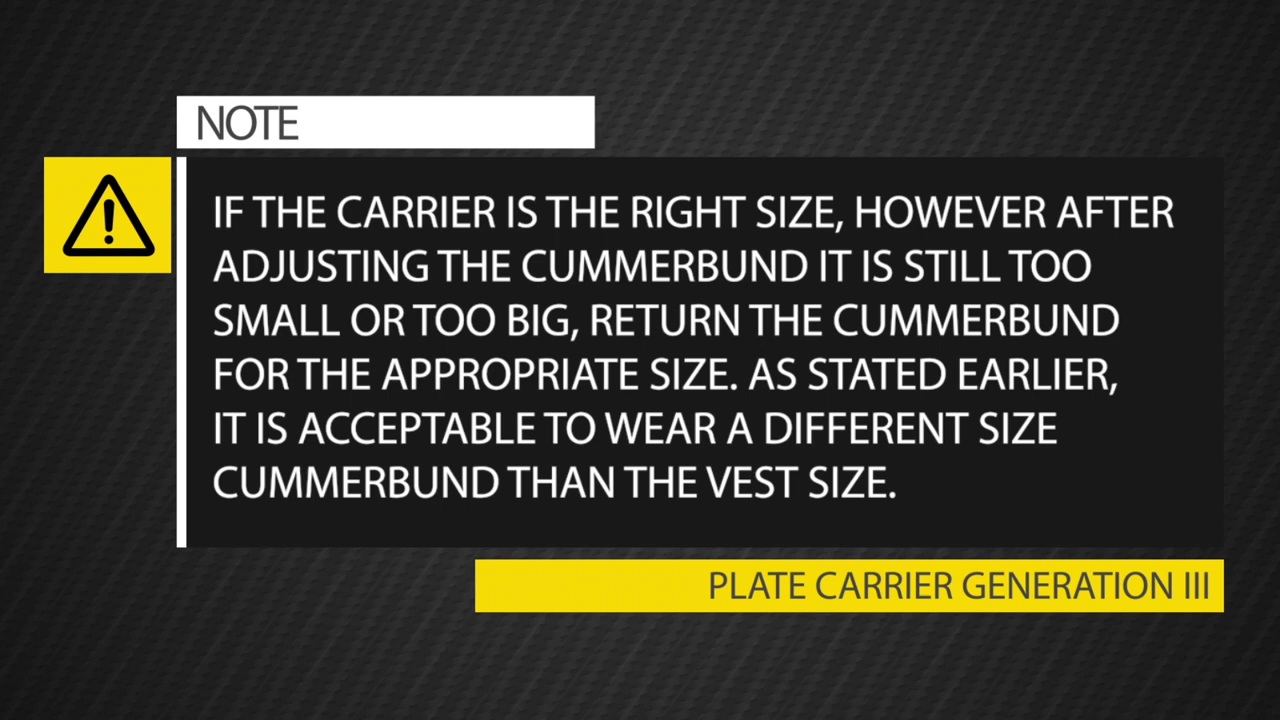 NOTE
IF THE CARRIER IS THE RIGHT SIZE, HOWEVER AFTER
ADJUSTING THE CUMMERBUND IT IS STILL TOO
SMALL OR TOO BIG, RETURN THE CUMMERBUND
FOR THE APPROPRIATE SIZE. AS STATED EARLIER,
IT IS ACCEPTABLE TO WEAR A DIFFERENT SIZE
CUMMERBUND THAN THE VEST SIZE.
PLATE CARRIER GENERATION III